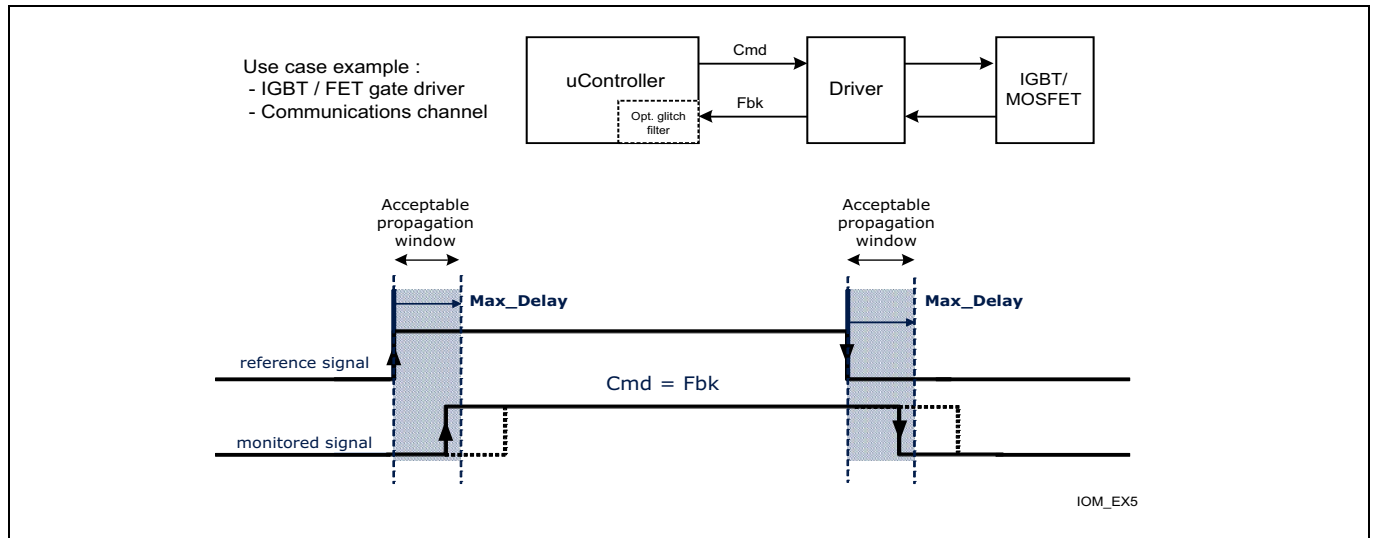 Use case example :
- IGBT / FET gate driver
- Communications channel
uController
Opt. glitch
filter
Cmd
Fbk
Driver
IGBT/
MOSFET
Acceptable
propagation
window
Acceptable
propagation
window
Max_Delay
Max_Delay
reference signal
Cmd = Fbk
monitored signal
IOM_EX5